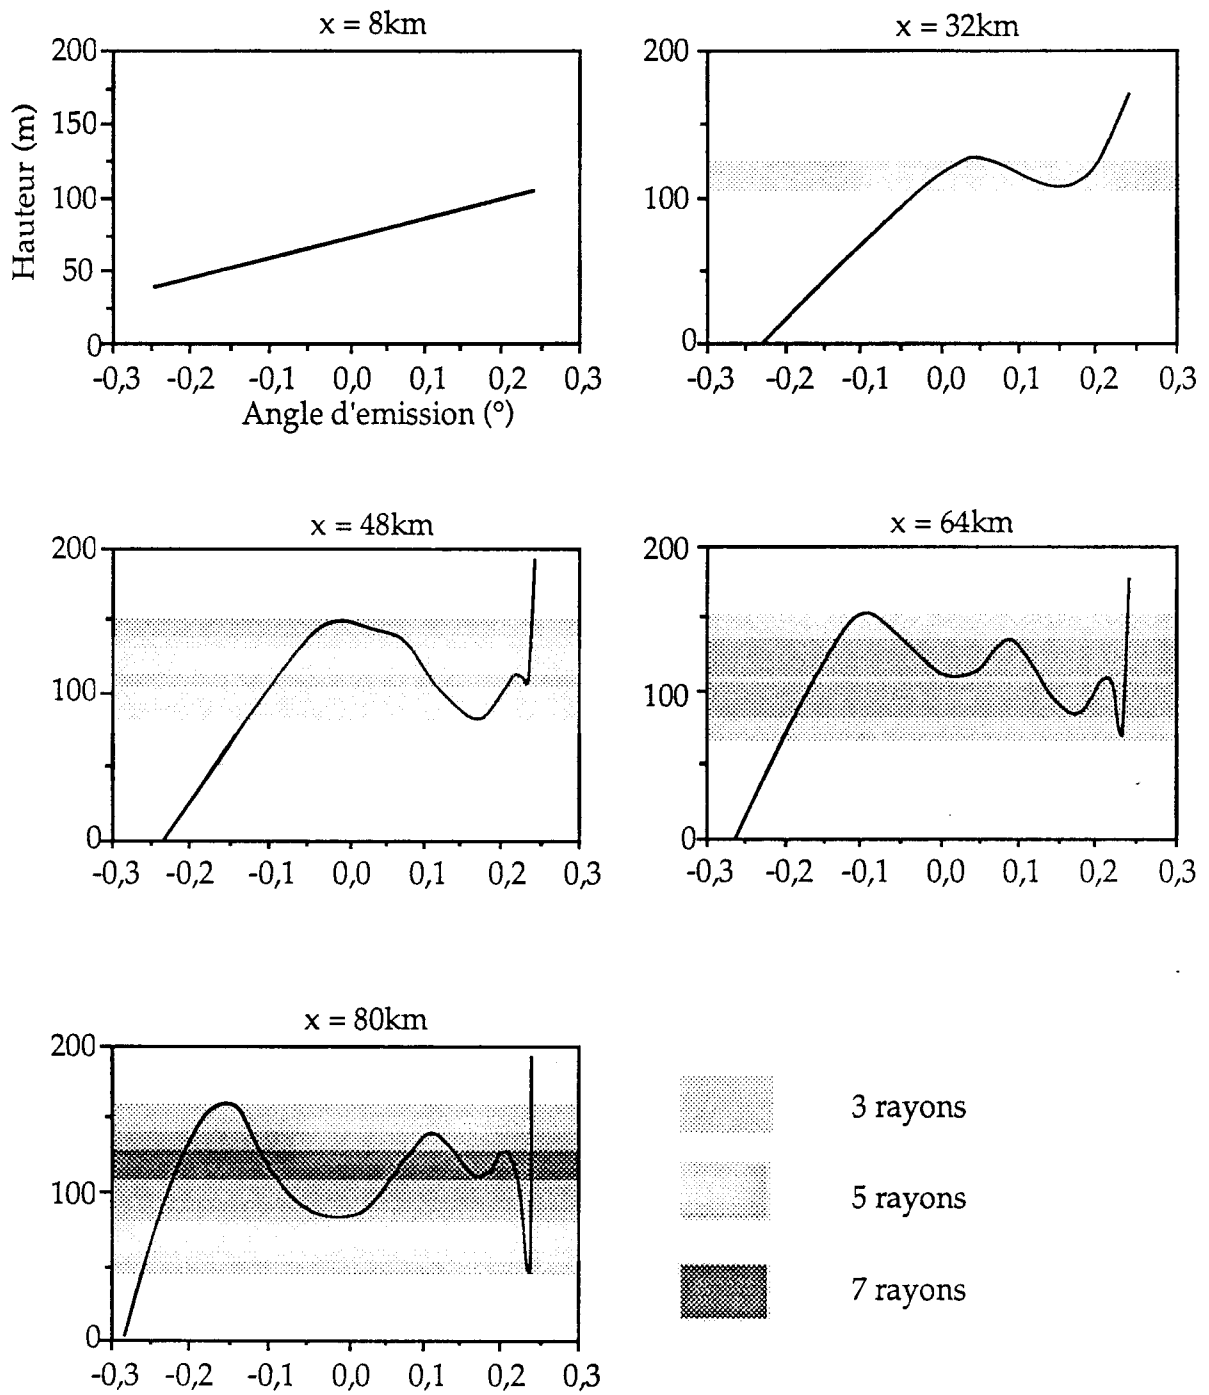 x = 8km
200
150
100
50
0
Hauteur (m)
-0,3 -0,2 -0,1 0,0 0,1 0,2 0,3
Angle d'emission (°)
x = 32km
200
100
0
-0,3 -0,2 -0,1 0,0 0,1 0,2 0,3
x = 48km
200
100
0
-0,3 -0,2 -0,1 0,0 0,1 0,2 0,3
x = 64km
200
100
0
-0,3 -0,2 -0,1 0,0 0,1 0,2 0,3
x = 80km
200
100
0
-0,3 -0,2 -0,1 0,0 0,1 0,2 0,3
3 rayons
5 rayons
7 rayons